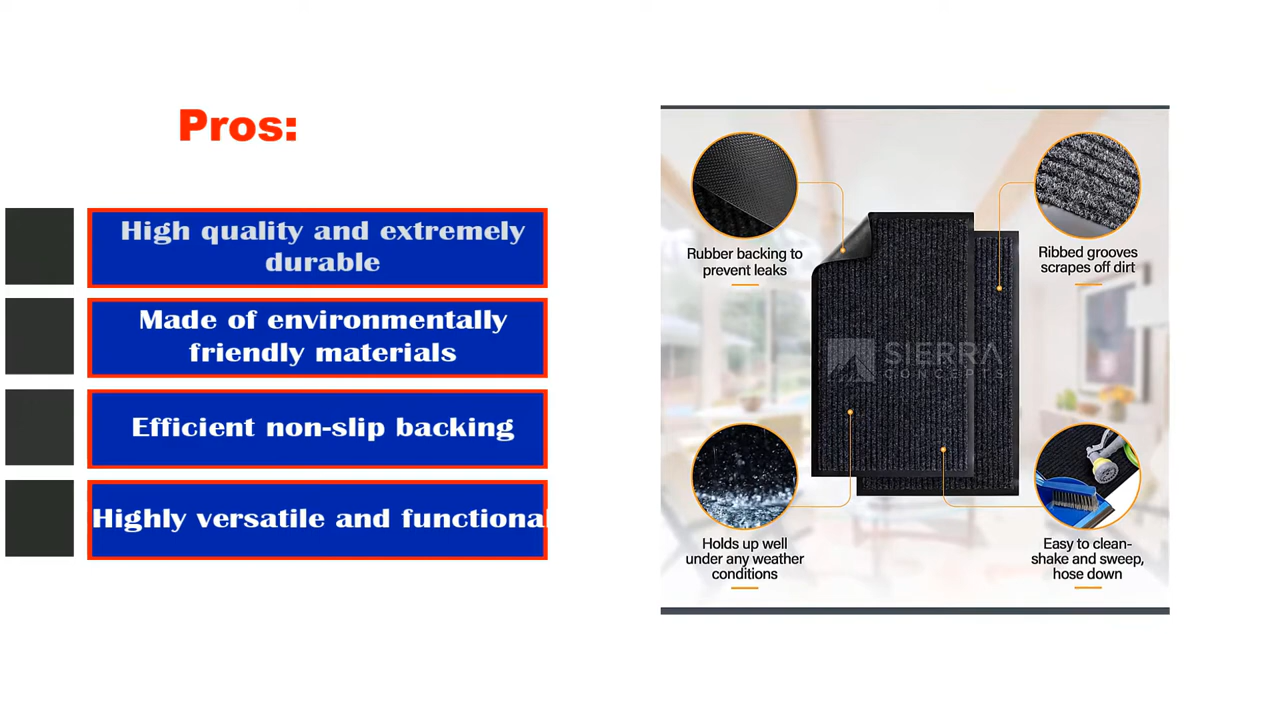 Pros:
High quality and extremely
durable
Made of environmentally
friendly materials
Efficient non-slip backing
Highly versatile and functional
Rubber backing to
prevent leaks
Ribbed grooves
scrapes off dirt
SIERRA
CONCEPTS
Holds up well
under any weather
conditions
Easy to clean-
shake and sweep,
hose down